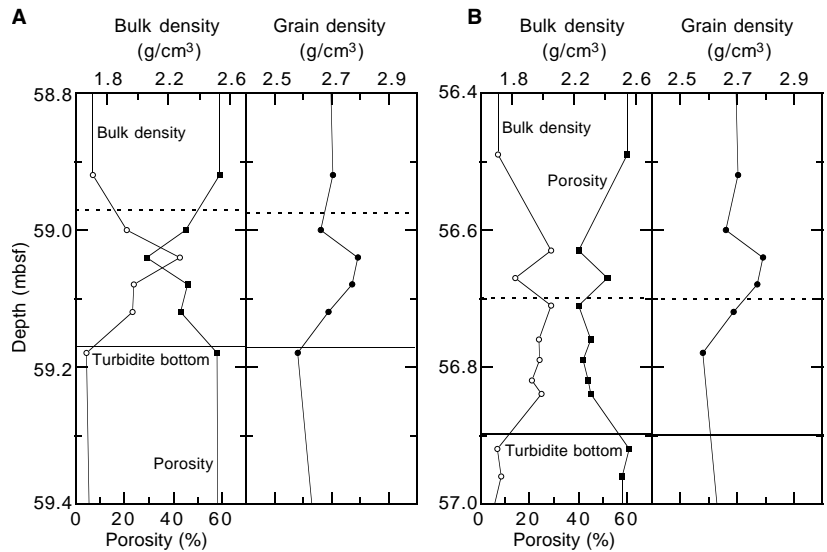 A
Bulk density
(g/cm³)
Grain density
(g/cm³)
B
Bulk density
(g/cm³)
Grain density
(g/cm³)
1.8 2.2 2.6 2.5 2.7 2.9
1.8 2.2 2.6 2.5 2.7 2.9
58.8
59.0
59.2
59.4
Depth (mbsf)
Bulk density
Turbidite bottom
Porosity
0 20 40 60
Porosity (%)
56.4
56.6
56.8
57.0
Bulk density
Porosity
Turbidite bottom
0 20 40 60
Porosity (%)